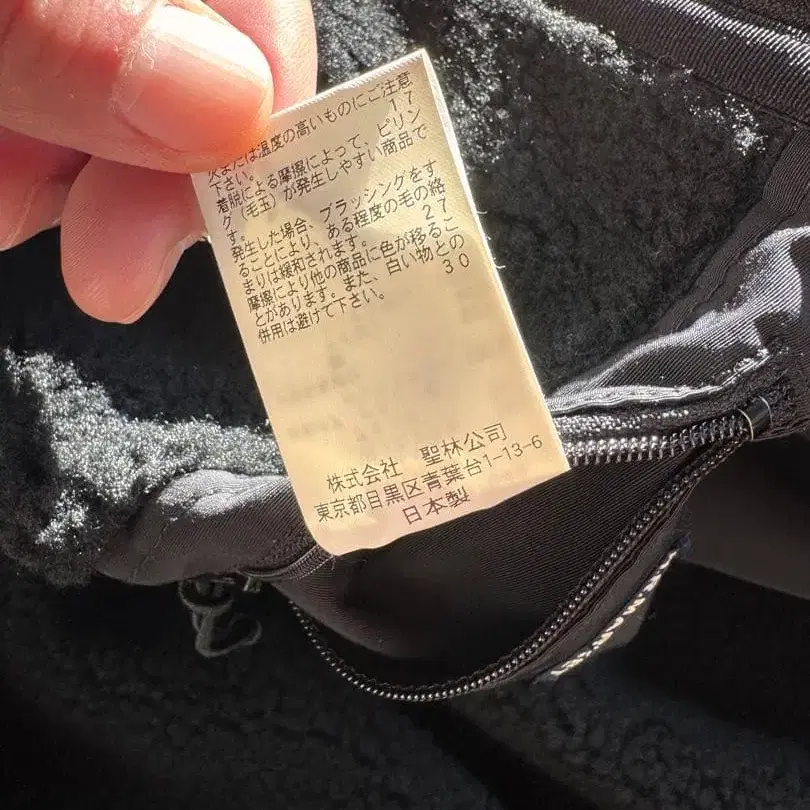 火または温度の高いものにご注意
下さい。 17
着脱による摩擦によって、ピリン
グ（毛玉）が発生しやすい商品で
す。
発生した場合、ブラッシングをす
ることにより、ある程度の毛の絡
まりは緩和されます。 27
摩擦により他の商品に色が移るこ
とがあります。また、白い物との
併用は避けて下さい。 30
株式会社 聖林公司
東京都目黒区青葉台1-13-6
日本製